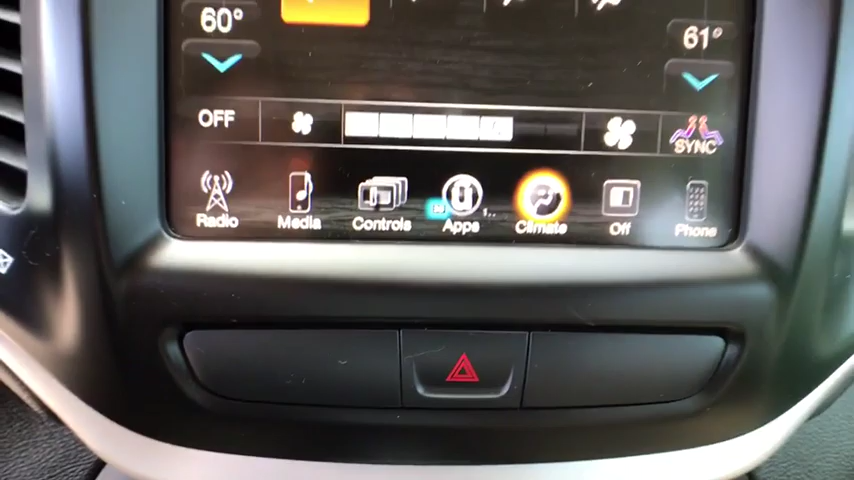 60°
61°
OFF
SYNC
Radio
Media
Controls
Apps
Climate
Off
Phone